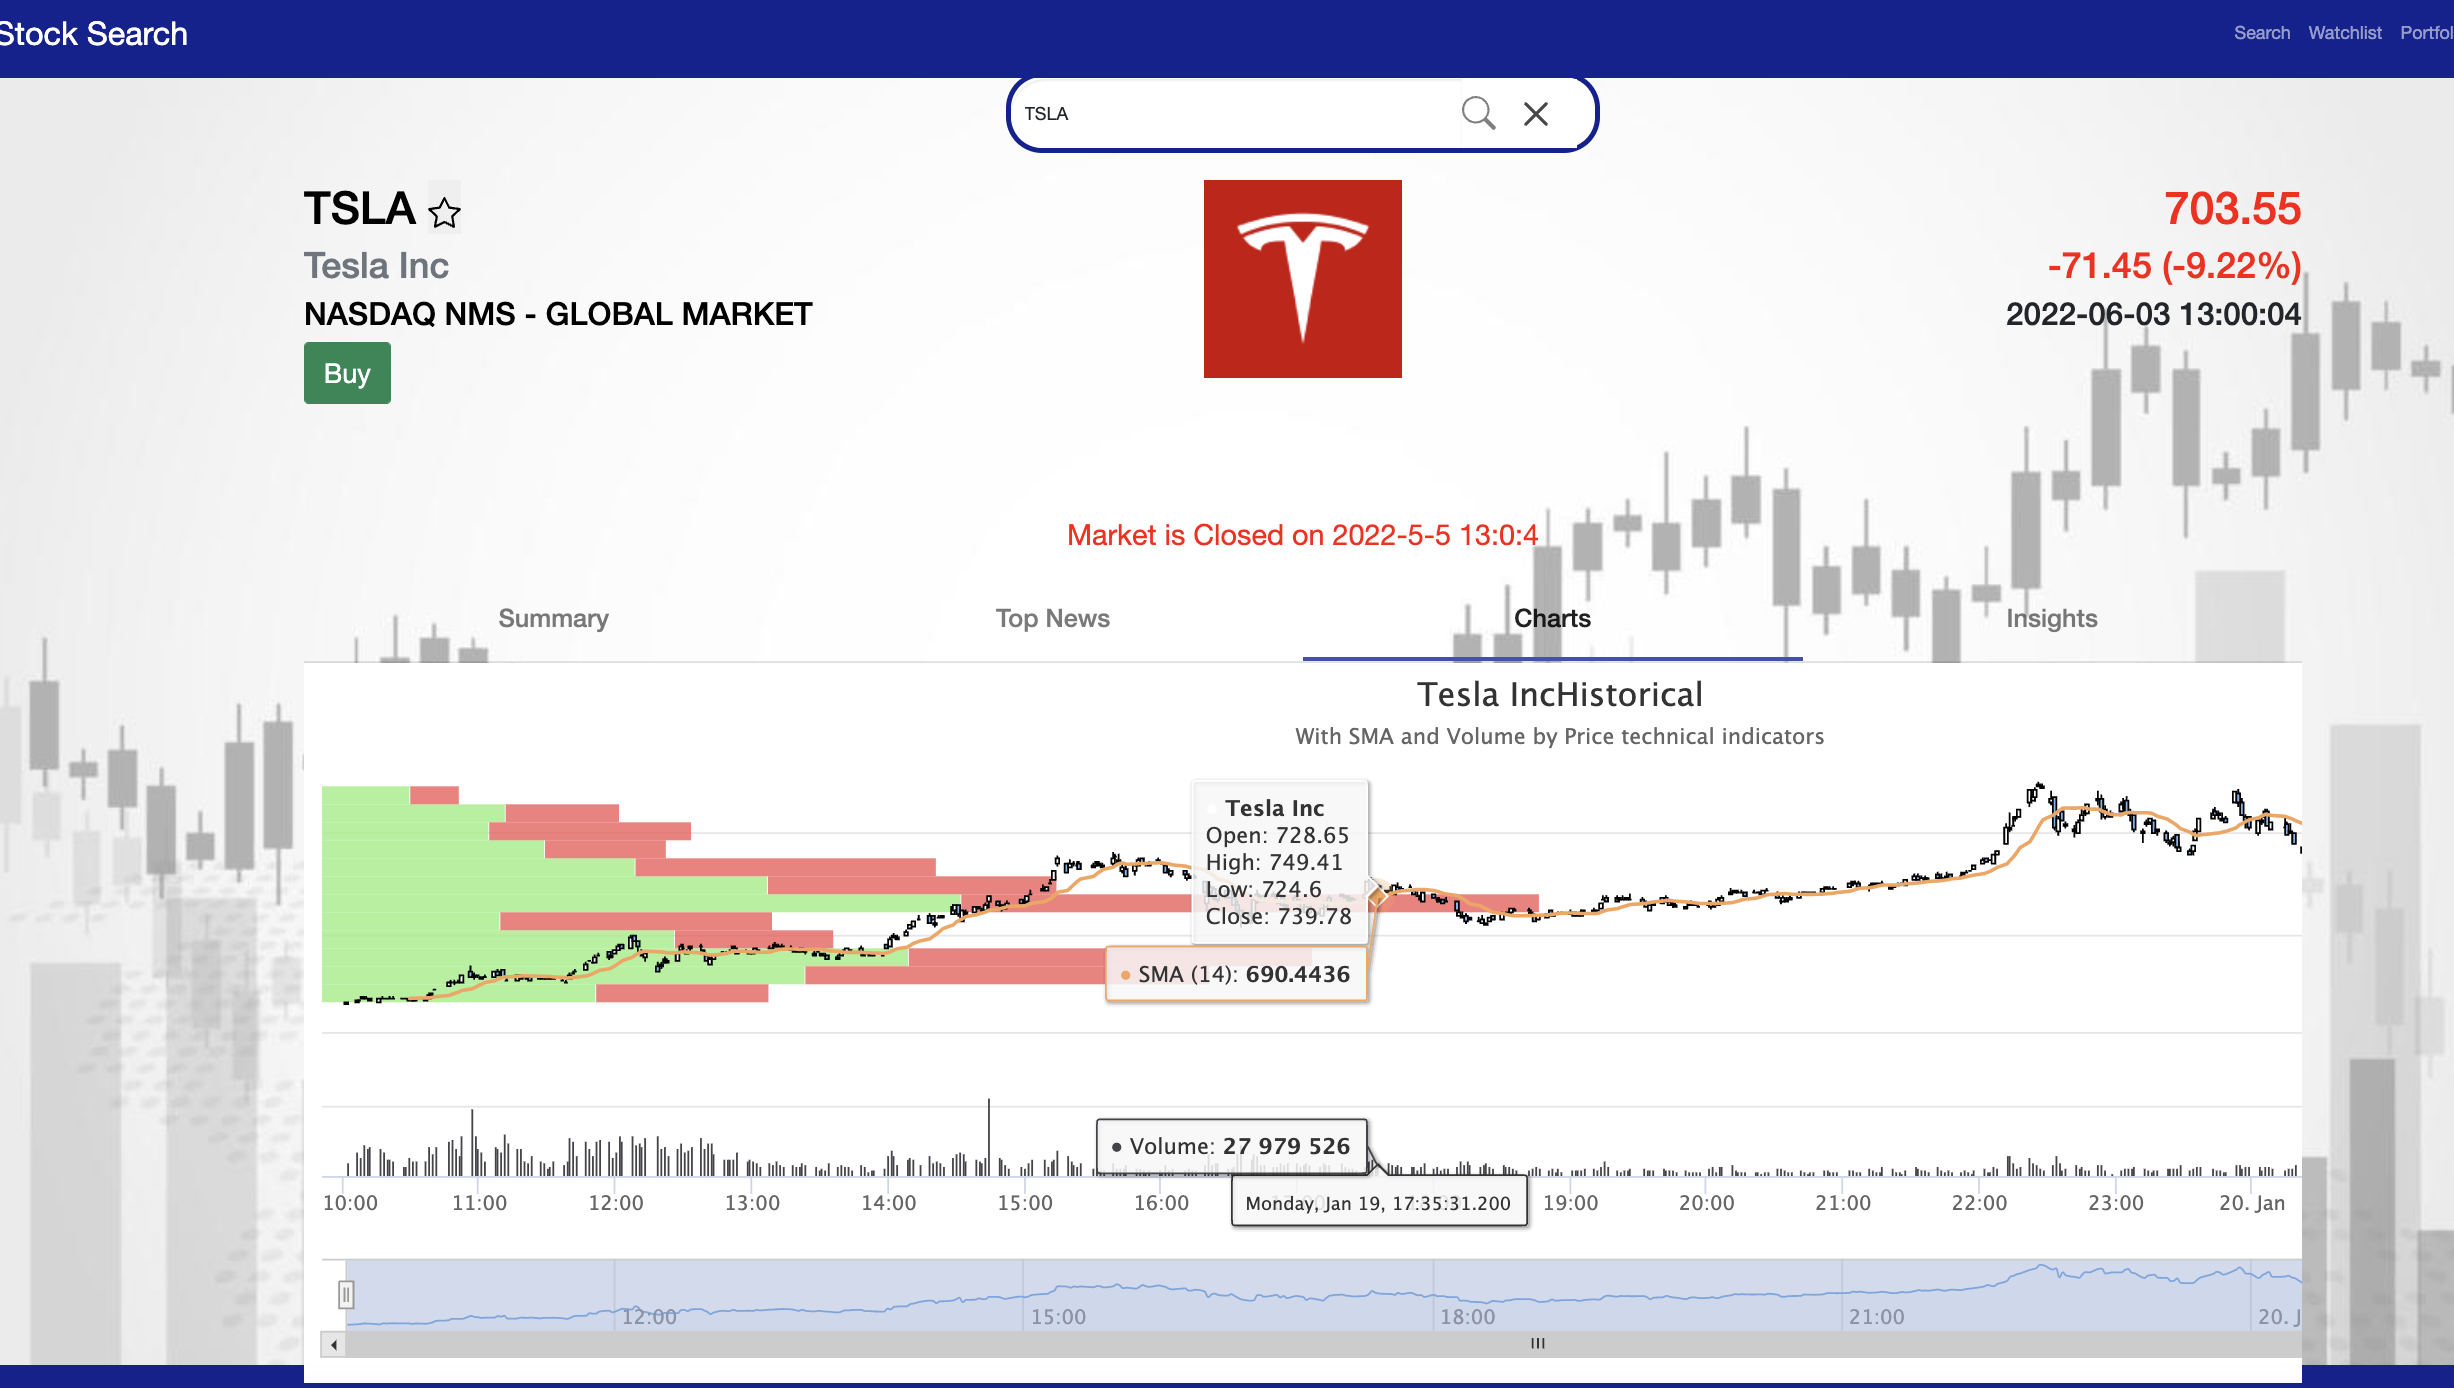 Stock Search
Search Watchlist Portfol
TSLA
TSLA
Tesla Inc
NASDAQ NMS - GLOBAL MARKET
Buy
703.55
-71.45 (-9.22%)
2022-06-03 13:00:04
Market is Closed on 2022-5-5 13:0:4
Summary Top News Charts Insights
Tesla IncHistorical
With SMA and Volume by Price technical indicators
Tesla Inc
Open: 728.65
High: 749.41
Low: 724.6
Close: 739.78
SMA (14): 690.4436
Volume: 27 979 526
10:00 11:00 12:00 13:00 14:00 15:00 16:00 19:00 20:00 21:00 22:00 23:00 20. Jan
Monday, Jan 19, 17:35:31.200
12:00 15:00 18:00 21:00 20. J